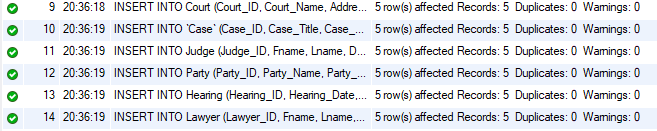 9 20:36:18 INSERT INTO Court (Court_ID, Court_Name, Addre... 5 row(s) affected Records: 5 Duplicates: 0 Warnings: 0
10 20:36:19 INSERT INTO `Case` (Case_ID, Case_Title, Case_... 5 row(s) affected Records: 5 Duplicates: 0 Warnings: 0
11 20:36:19 INSERT INTO Judge (Judge_ID, Fname, Lname, D... 5 row(s) affected Records: 5 Duplicates: 0 Warnings: 0
12 20:36:19 INSERT INTO Party (Party_ID, Party_Name, Party_... 5 row(s) affected Records: 5 Duplicates: 0 Warnings: 0
13 20:36:19 INSERT INTO Hearing (Hearing_ID, Hearing_Date,... 5 row(s) affected Records: 5 Duplicates: 0 Warnings: 0
14 20:36:19 INSERT INTO Lawyer (Lawyer_ID, Fname, Lname,... 5 row(s) affected Records: 5 Duplicates: 0 Warnings: 0